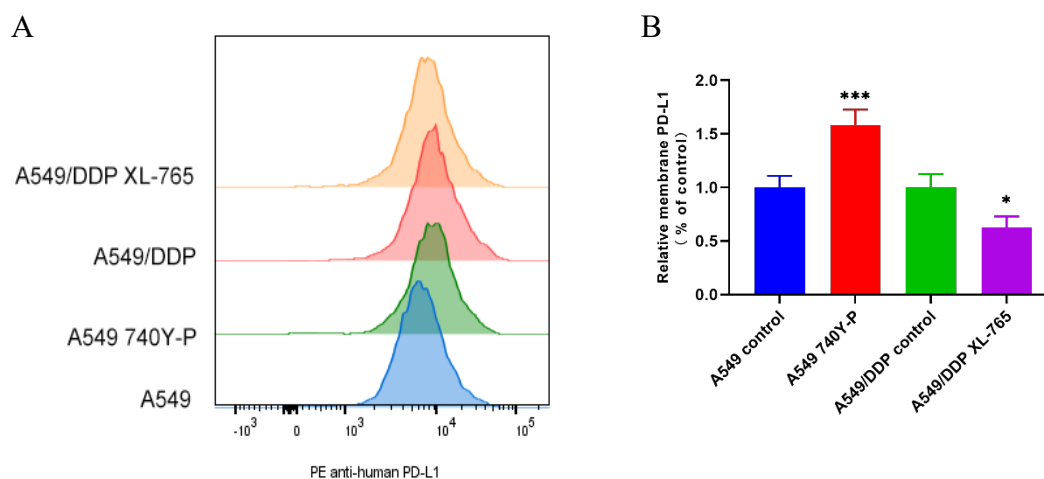 A
A549/DDP XL-765
A549/DDP
A549 740Y-P
A549
-10³ 0 10³ 10⁴ 10⁵
PE anti-human PD-L1
B
Relative membrane PD-L1
( % of control)
2.0
1.5
1.0
0.5
0.0
***
*
A549 control
A549 740Y-P
A549/DDP control
A549/DDP XL-765